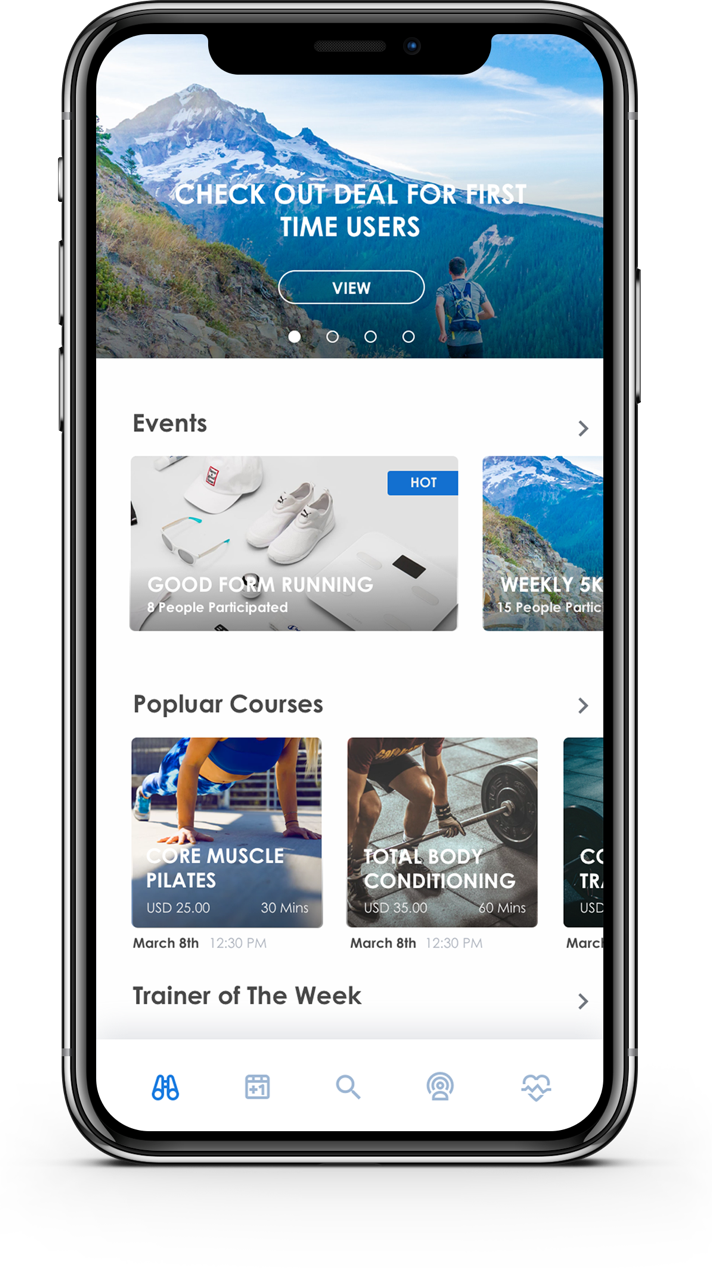 CHECK OUT DEAL FOR FIRST
TIME USERS
VIEW
Events
HOT
GOOD FORM RUNNING
8 People Participated
WEEKLY 5K
15 People Partic
Popluar Courses
CORE MUSCLE
PILATES
USD 25.00 30 Mins
March 8th 12:30 PM
TOTAL BODY
CONDITIONING
USD 35.00 60 Mins
March 8th 12:30 PM
CO
TRA
USD
March
Trainer of The Week
+1